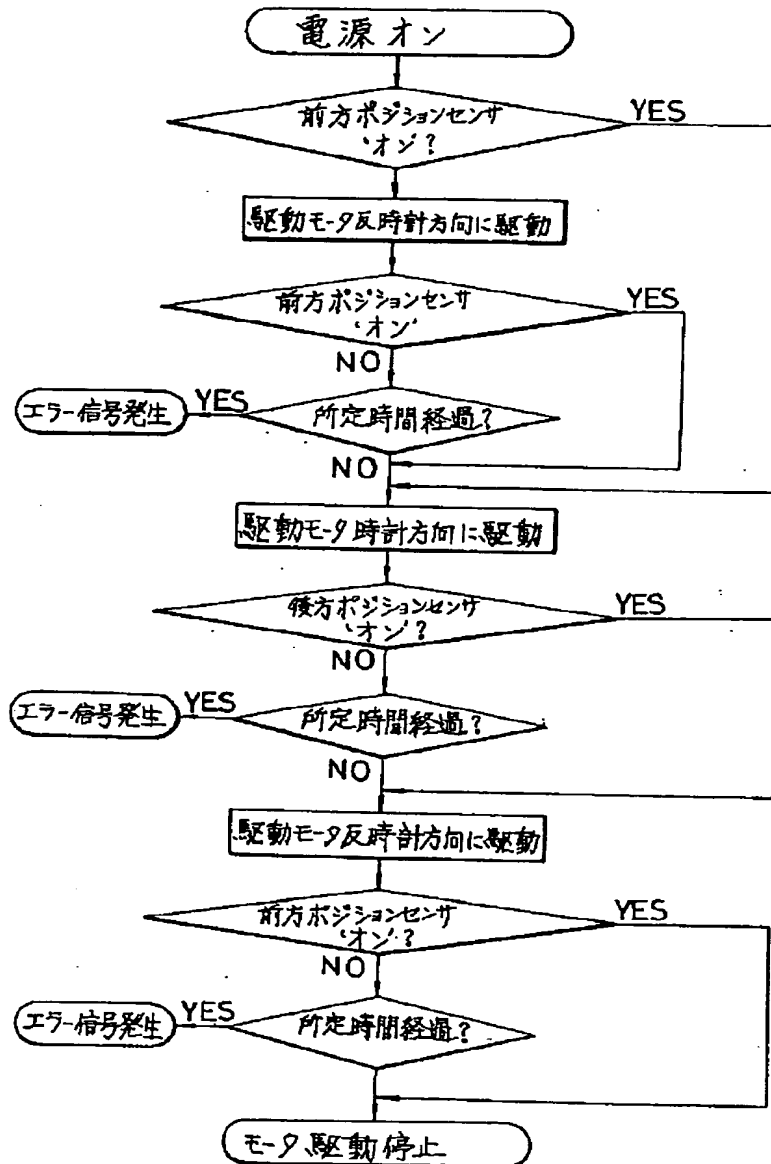 電源オン
前方ポジションセンサ
'オン'?
YES
駆動モータ反時計方向に駆動
前方ポジションセンサ
'オン'
YES
NO
所定時間経過?
YES
エラー信号発生
NO
駆動モータ時計方向に駆動
後方ポジションセンサ
'オン'?
YES
NO
所定時間経過?
YES
エラー信号発生
NO
駆動モータ反時計方向に駆動
前方ポジションセンサ
'オン'?
YES
NO
所定時間経過?
YES
エラー信号発生
モータ駆動停止